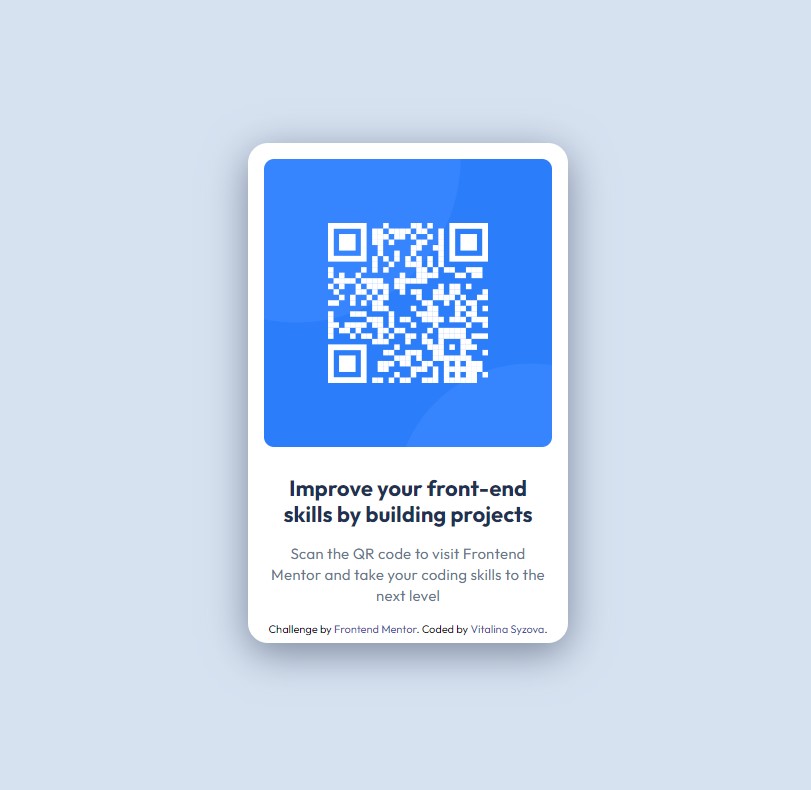 Improve your front-end
skills by building projects
Scan the QR code to visit Frontend
Mentor and take your coding skills to the
next level
Challenge by Frontend Mentor. Coded by Vitalina Syzova.